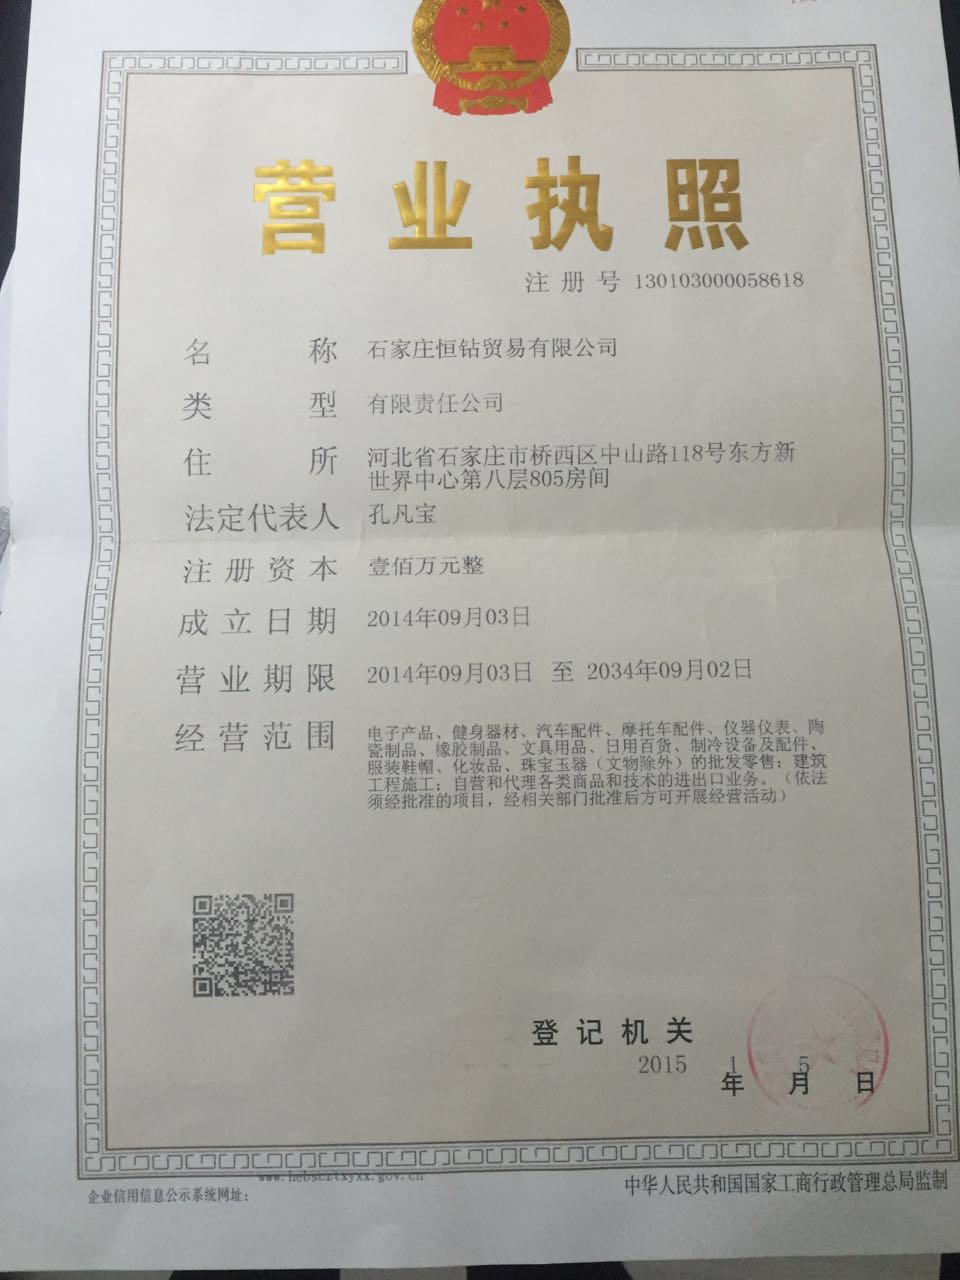 营业执照
注册号 130103000058618
名称 石家庄恒钻贸易有限公司
类型 有限责任公司
住所 河北省石家庄市桥西区中山路118号东方新
世界中心第八层805房间
法定代表人 孔凡宝
注册资本 壹佰万元整
成立日期 2014年09月03日
营业期限 2014年09月03日 至 2034年09月02日
经营范围 电子产品、健身器材、汽车配件、摩托车配件、仪器仪表、陶
瓷制品、橡胶制品、文具用品、日用百货、制冷设备及配件、
服装鞋帽、化妆品、珠宝玉器（文物除外）的批发零售；建筑
工程施工；自营和代理各类商品和技术的进出口业务。（依法
须经批准的项目，经相关部门批准后方可开展经营活动）
登记机关
2015年1月5日
www.hebscztxyxx.gov.cn
企业信用信息公示系统网址：
中华人民共和国国家工商行政管理总局监制